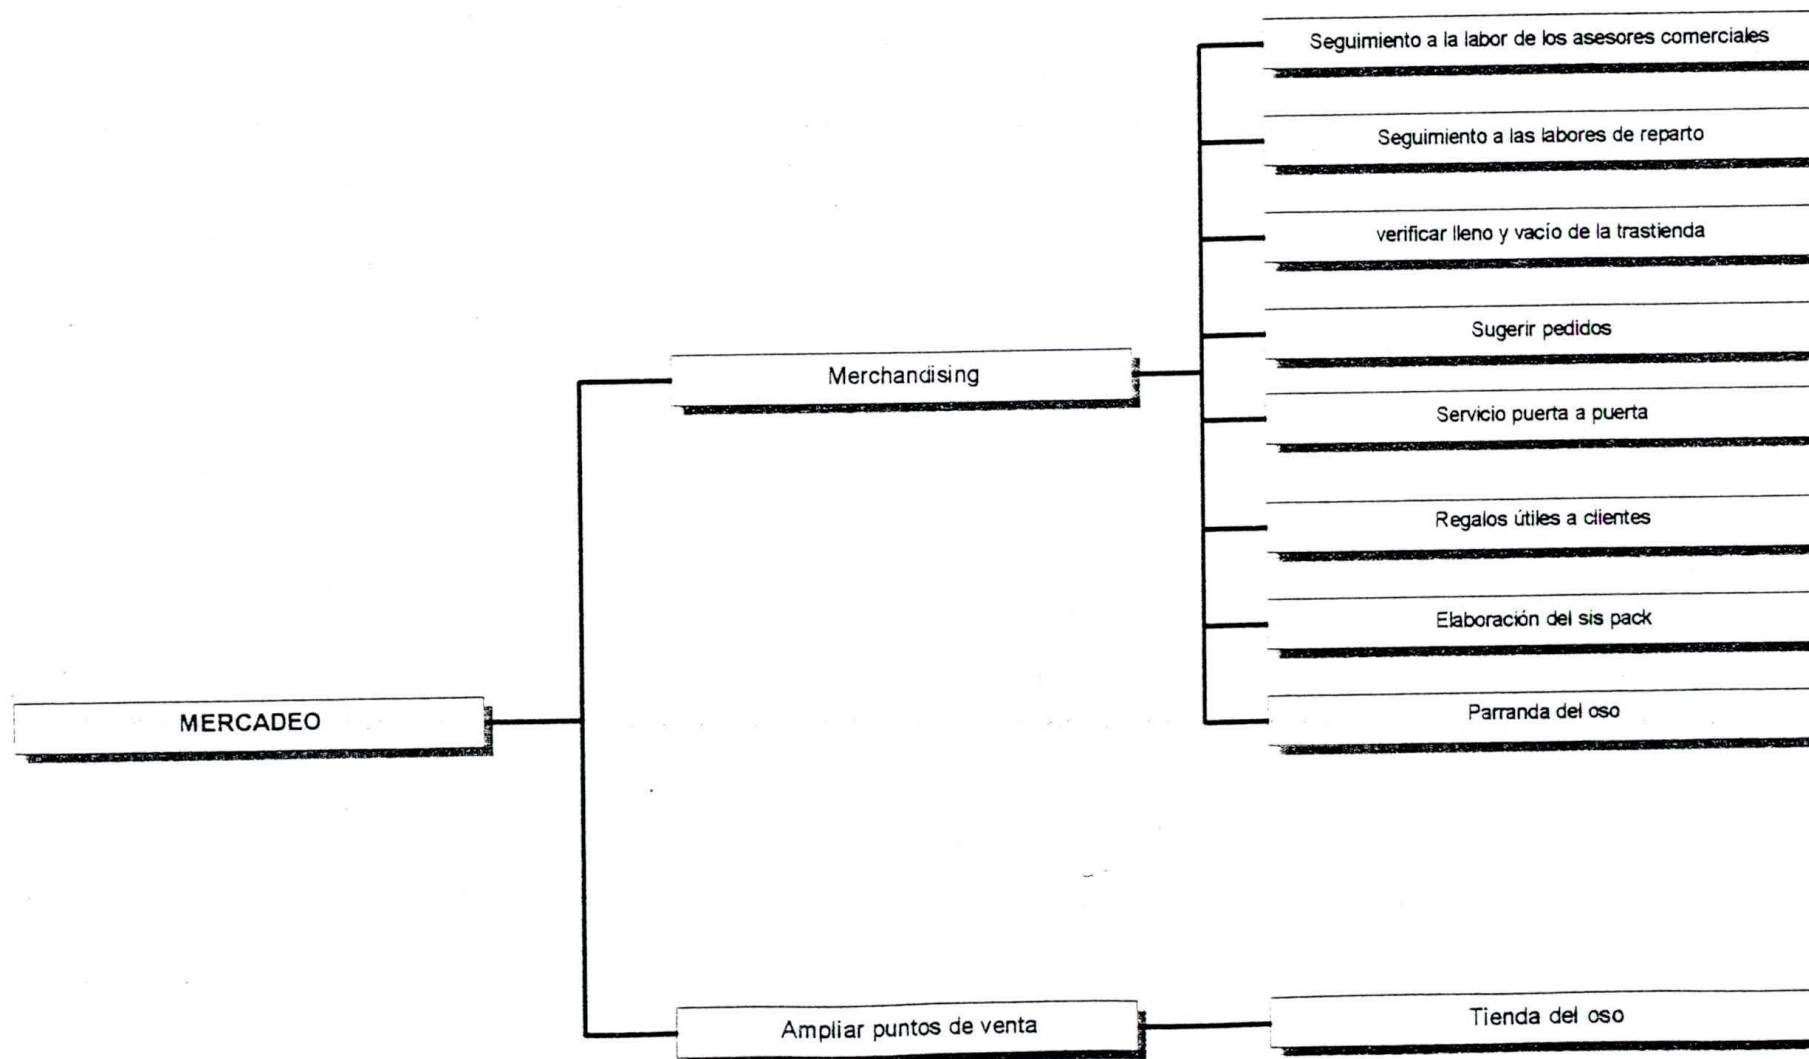 Seguimiento a la labor de los asesores comerciales
Seguimiento a las labores de reparto
verificar lleno y vacío de la trastienda
Sugerir pedidos
Merchandising
Servicio puerta a puerta
Regalos útiles a clientes
Elaboración del sis pack
Parranda del oso
MERCADEO
Ampliar puntos de venta
Tienda del oso